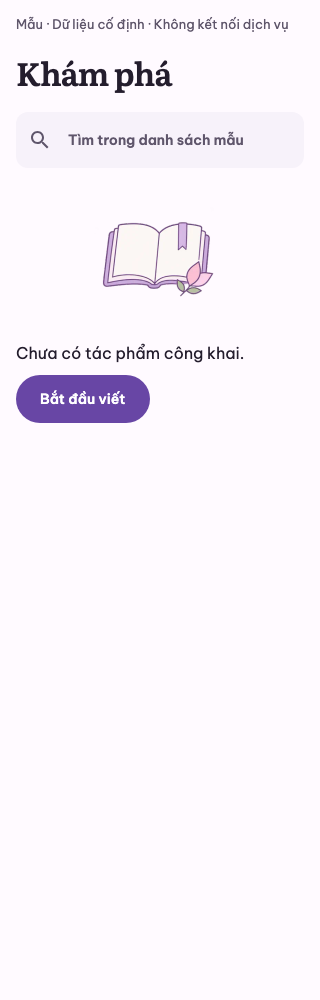 Mẫu · Dữ liệu cố định · Không kết nối dịch vụ
Khám phá
Tìm trong danh sách mẫu
Chưa có tác phẩm công khai.
Bắt đầu viết